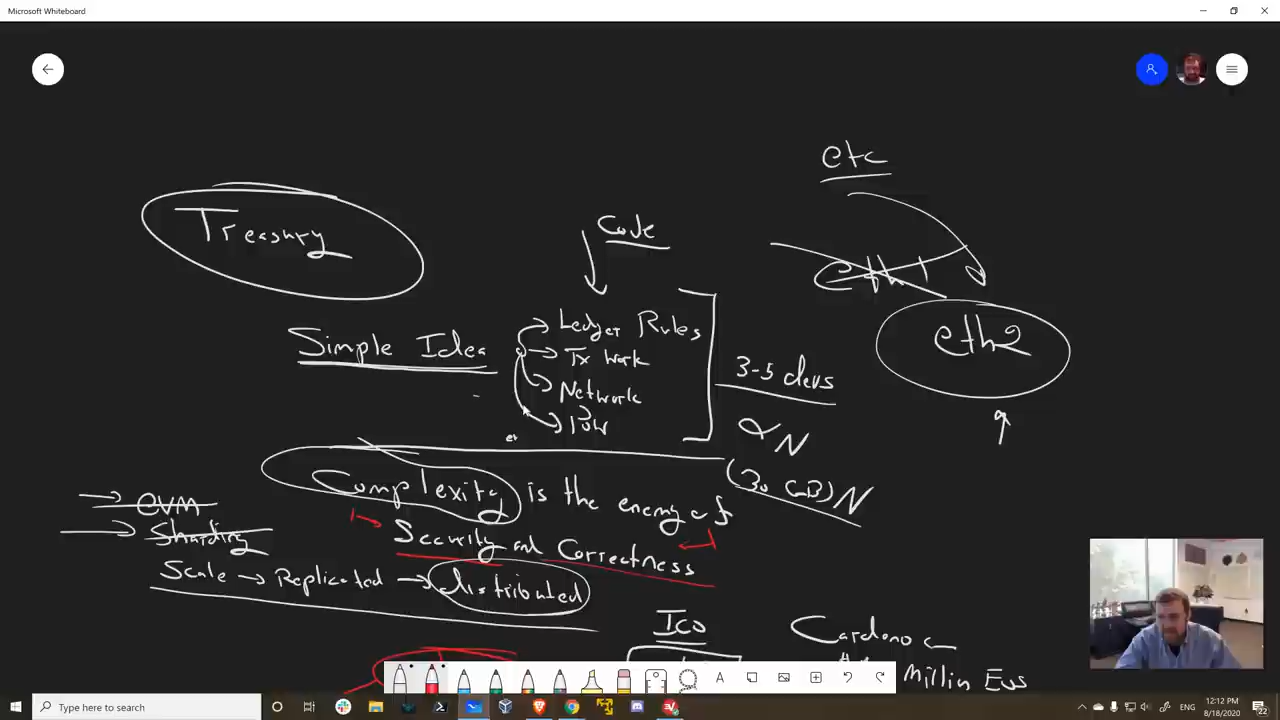 Microsoft Whiteboard
etc
Treasury
Code
eth1
eth2
Simple Idea
Ledger Rules
Tx work
Network
POW
3-5 devs
∝ N
(30 GB) N
Complexity is the enemy of
Security and Correctness
EVM
Sharding
Scale → Replicated → distributed
ICO
Cardano
Million
Type here to search
ENG
12:12 PM
8/18/2020
22